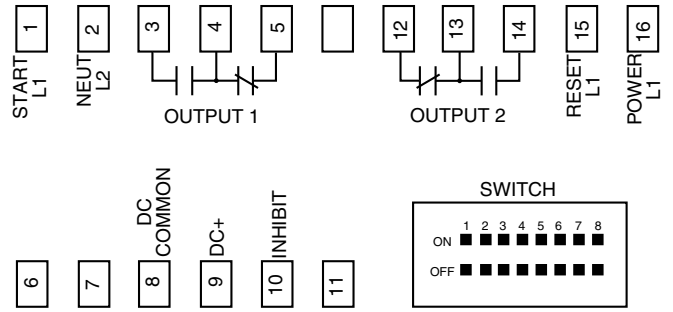 1 2 3 4 5 12 13 14 15 16
START L1
NEUT L2
OUTPUT 1
OUTPUT 2
RESET L1
POWER L1
DC COMMON
DC+
INHIBIT
6 7 8 9 10 11
SWITCH
1 2 3 4 5 6 7 8
ON
OFF